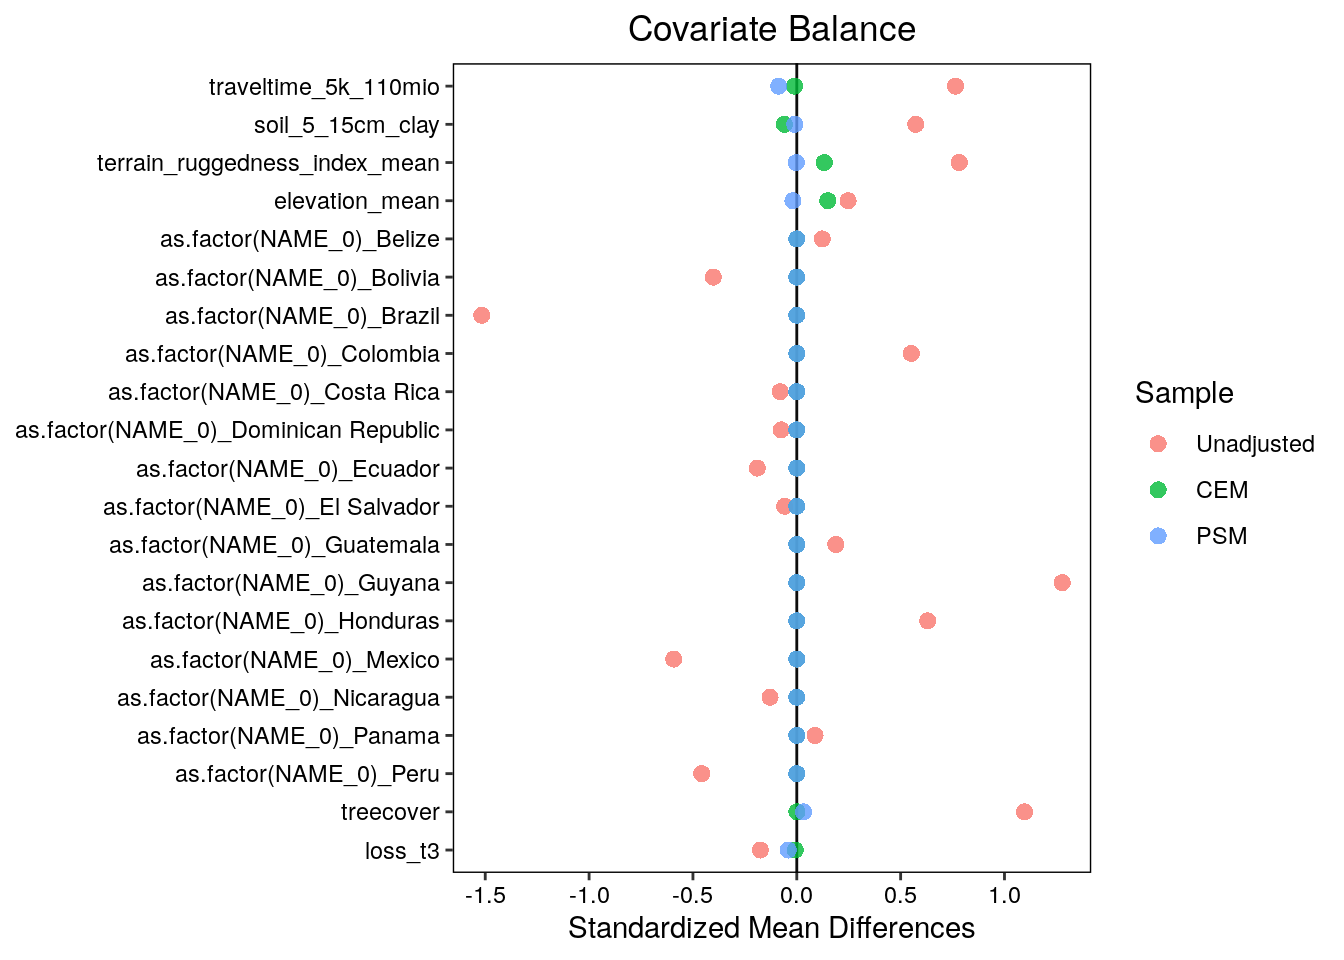 Covariate Balance
traveltime_5k_110mio
soil_5_15cm_clay
terrain_ruggedness_index_mean
elevation_mean
as.factor(NAME_0)_Belize
as.factor(NAME_0)_Bolivia
as.factor(NAME_0)_Brazil
as.factor(NAME_0)_Colombia
as.factor(NAME_0)_Costa Rica
as.factor(NAME_0)_Dominican Republic
as.factor(NAME_0)_Ecuador
as.factor(NAME_0)_El Salvador
as.factor(NAME_0)_Guatemala
as.factor(NAME_0)_Guyana
as.factor(NAME_0)_Honduras
as.factor(NAME_0)_Mexico
as.factor(NAME_0)_Nicaragua
as.factor(NAME_0)_Panama
as.factor(NAME_0)_Peru
treecover
loss_t3
-1.5 -1.0 -0.5 0.0 0.5 1.0
Standardized Mean Differences
Sample
Unadjusted
CEM
PSM